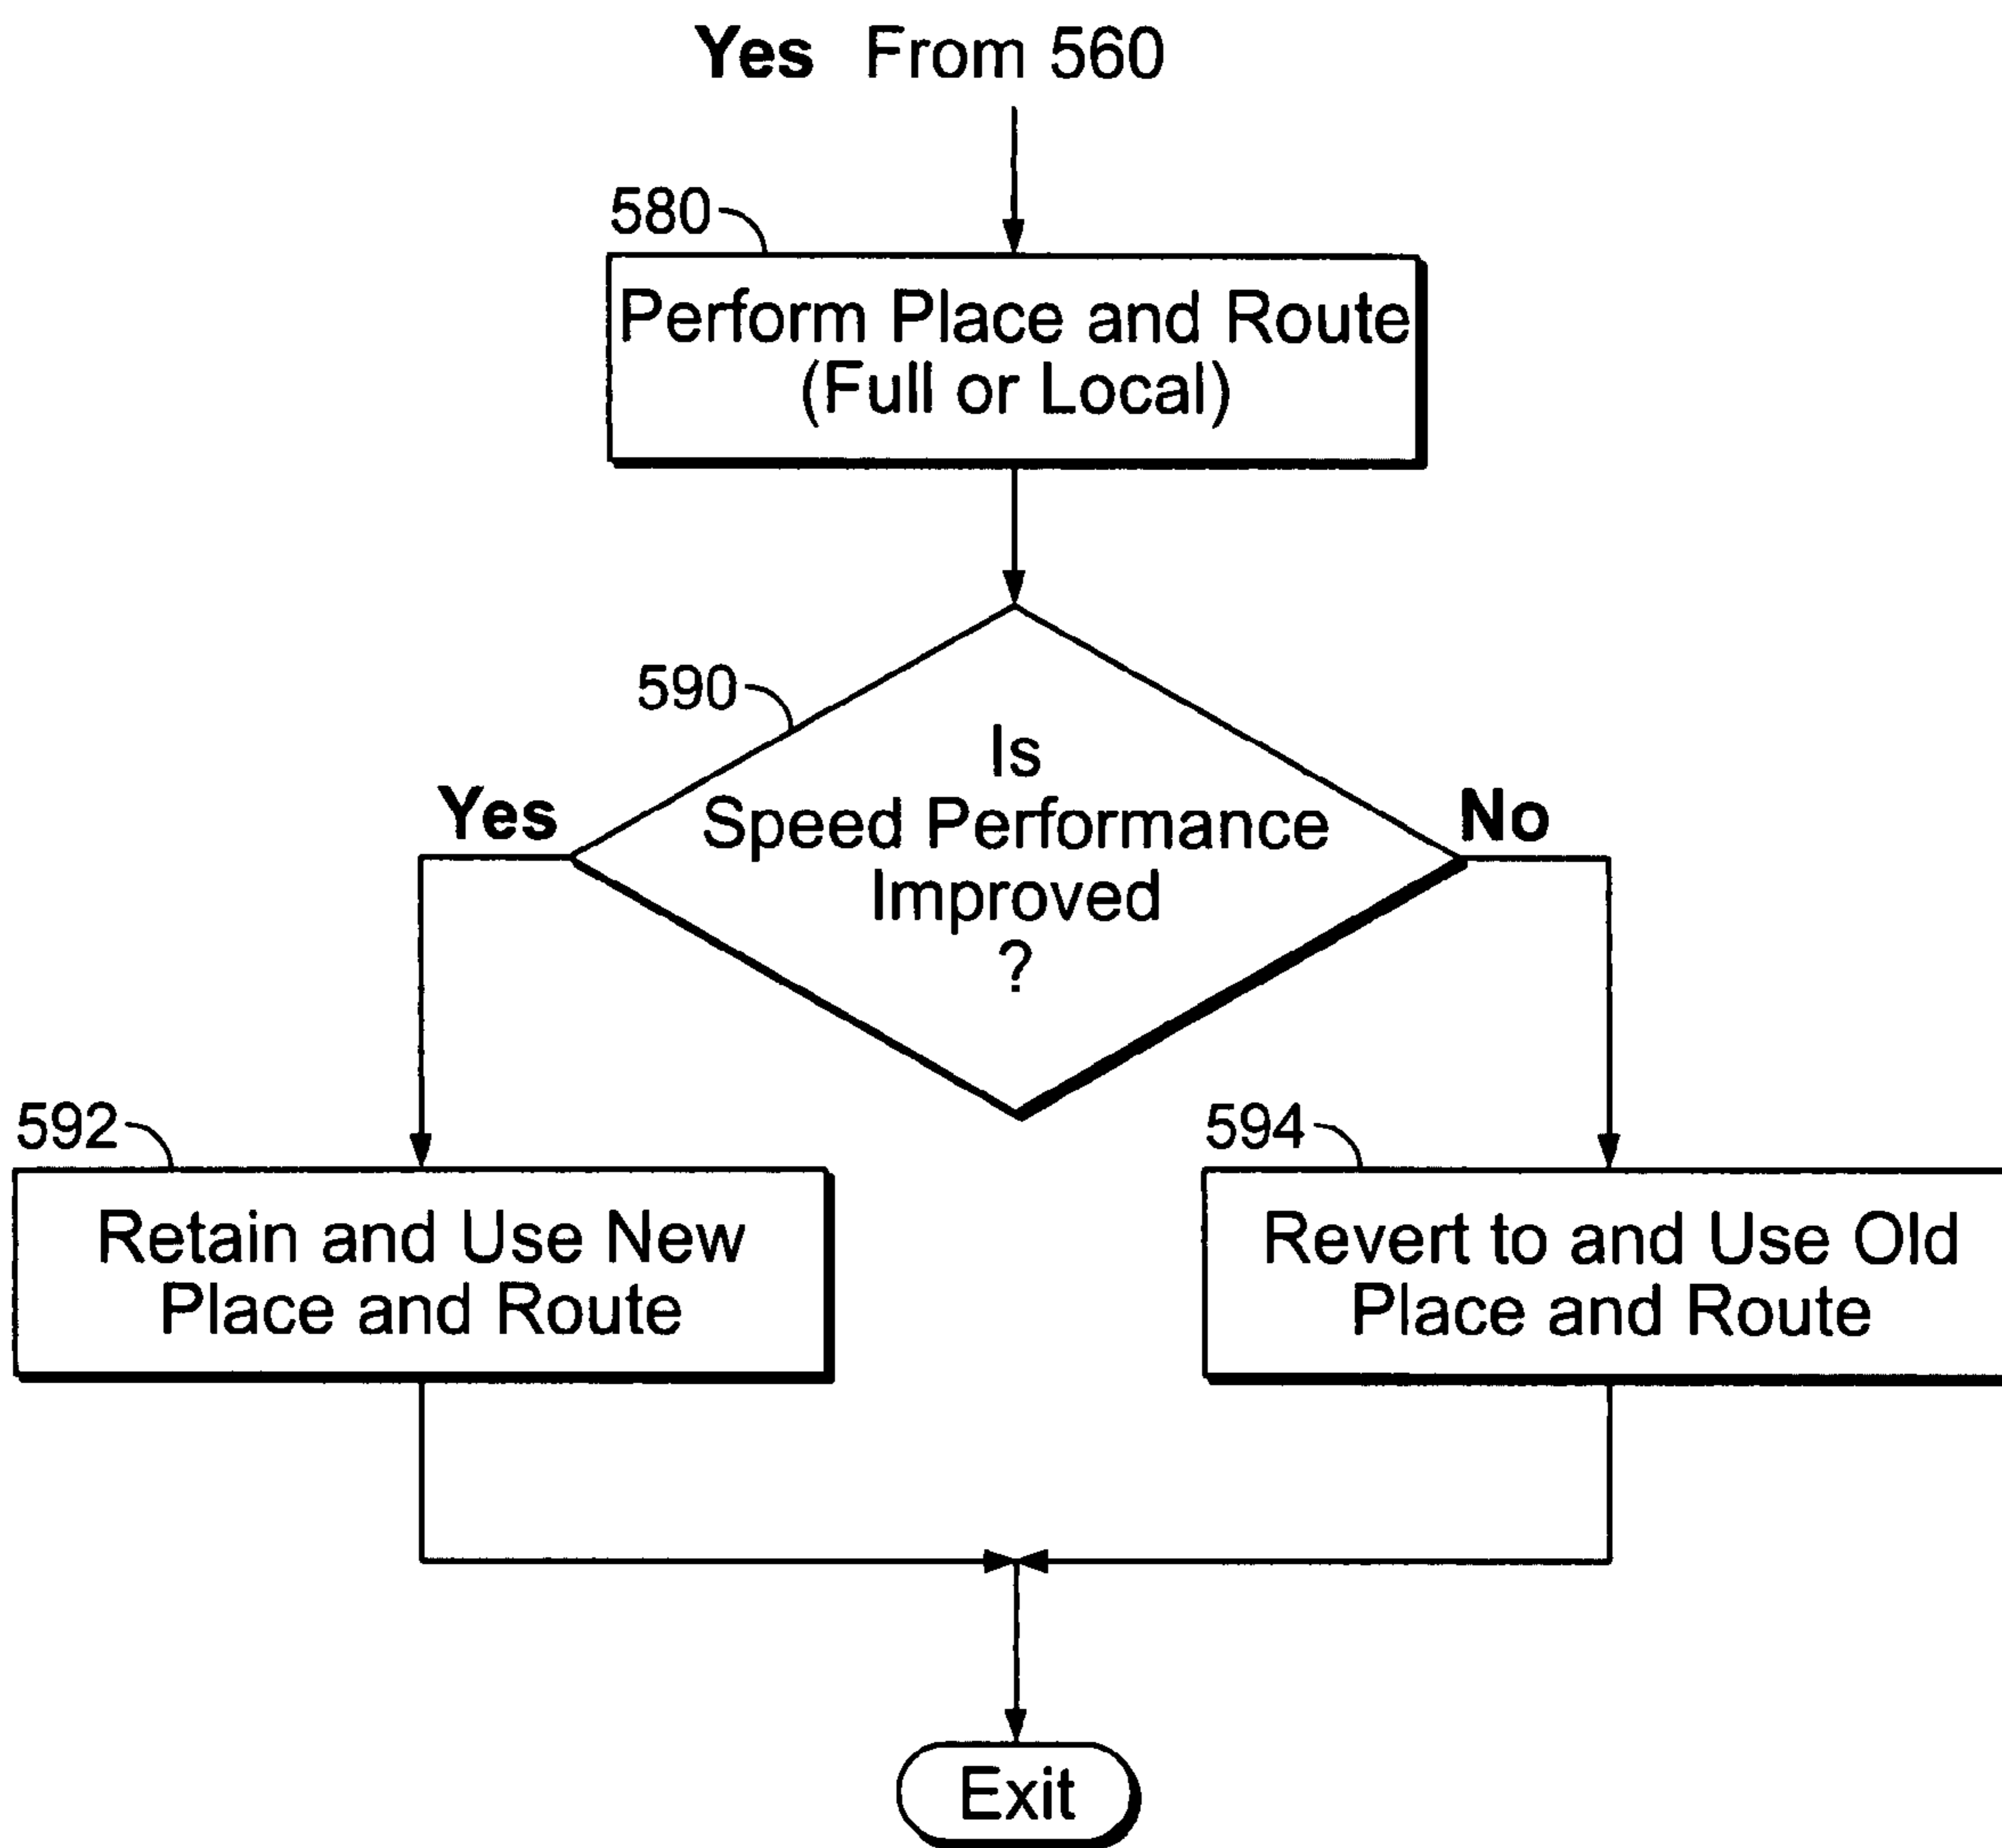 Yes From 560
580
Perform Place and Route
(Full or Local)
590
Is
Speed Performance
Improved
?
Yes
No
592
Retain and Use New
Place and Route
594
Revert to and Use Old
Place and Route
Exit